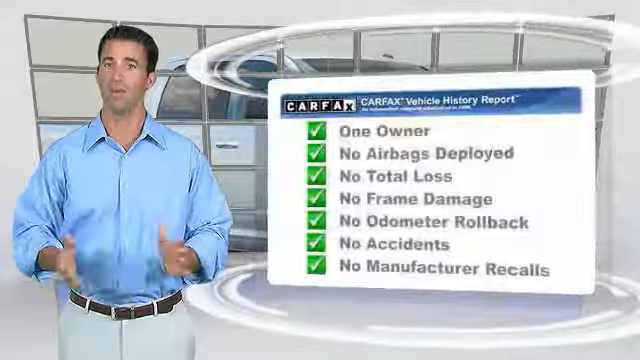 CARFAX CARFAX Vehicle History Report™
One Owner
No Airbags Deployed
No Total Loss
No Frame Damage
No Odometer Rollback
No Accidents
No Manufacturer Recalls